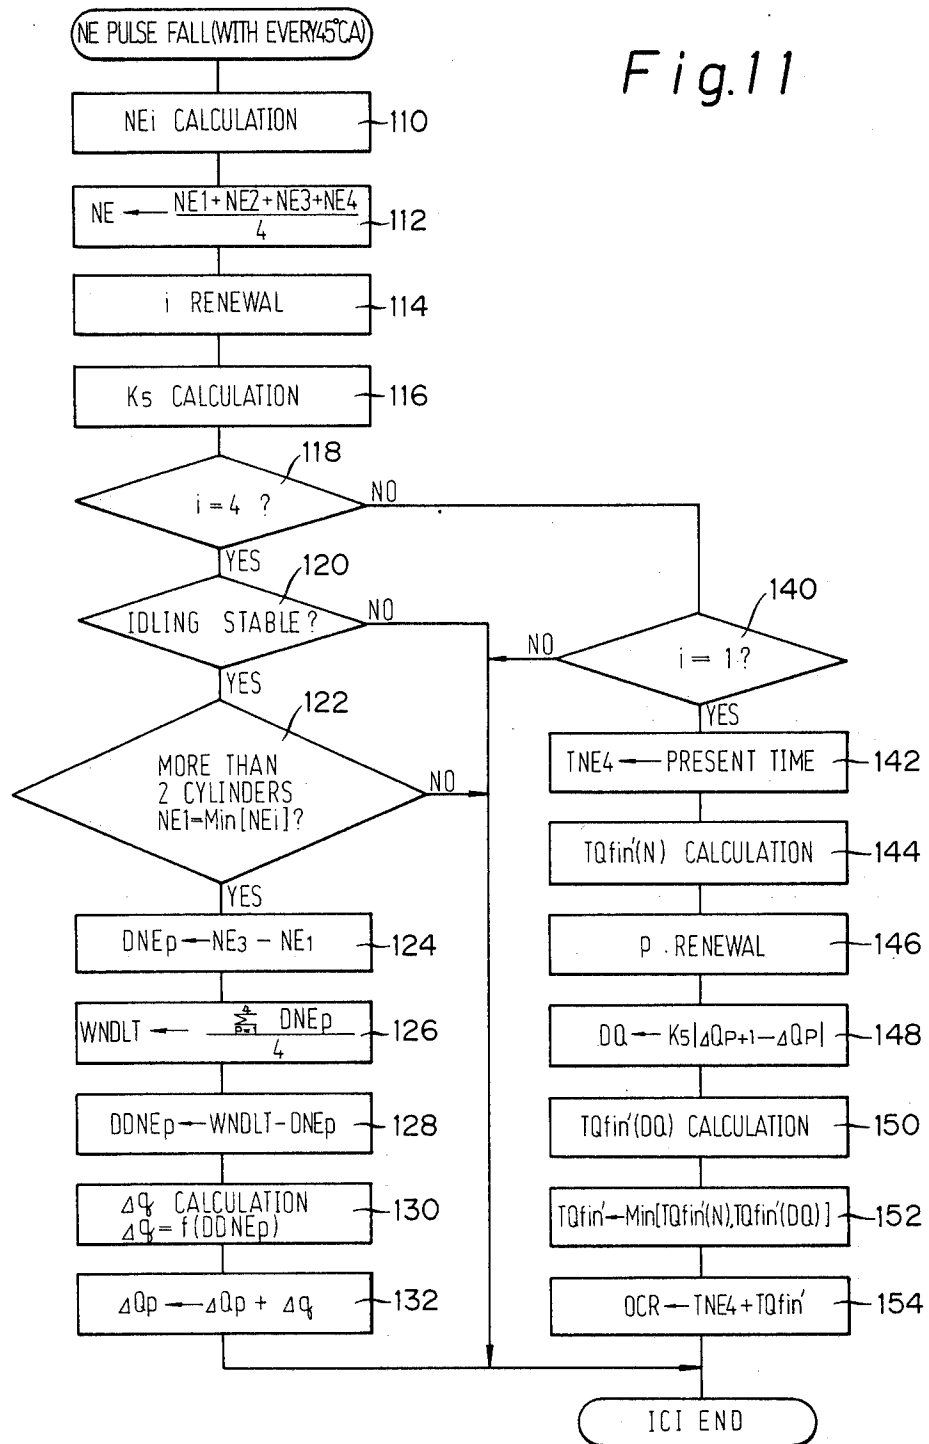 NE PULSE FALL(WITH EVERY45°CA)
Fig.11
NEi CALCULATION
110
NE ← NE1+NE2+NE3+NE4
4
112
i RENEWAL
114
Ks CALCULATION
116
118
i=4 ?
NO
YES
120
IDLING STABLE?
NO
YES
122
MORE THAN
2 CYLINDERS
NE1=Min[NEi]?
NO
YES
DNEp←NE3 − NE1
124
WNDLT ← 4 Σ p=1 DNEp
4
126
DDNEp←WNDLT−DNEp
128
Δq CALCULATION
Δq=f(DDNEp)
130
ΔQp←ΔQp + Δq
132
140
i = 1?
NO
YES
TNE4←PRESENT TIME
142
TQfin'(N) CALCULATION
144
P . RENEWAL
146
DQ←Ks|ΔQP+1−ΔQP|
148
TQfin'(DQ) CALCULATION
150
TQfin'←Min[TQfin'(N),TQfin'(DQ)]
152
OCR←TNE4+TQfin'
154
ICI END